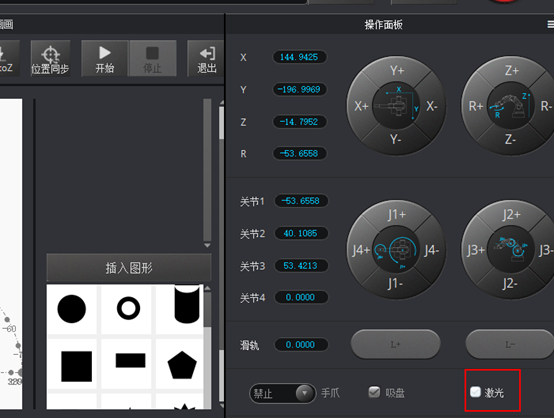 画画
操作面板
toZ
位置同步
开始
停止
退出
X 144.9425
Y -196.9969
Z -14.7952
R -53.6558
Y+
X+
X-
Y-
X
Y
Z+
R+
R-
Z-
Z
R
关节1 -53.6558
关节2 40.1085
关节3 53.4213
关节4 0.0000
J1+
J4+
J4-
J1-
J2+
J3+
J3-
J2-
插入图形
-60
滑轨 0.0000
L+
L-
禁止
手爪
吸盘
激光